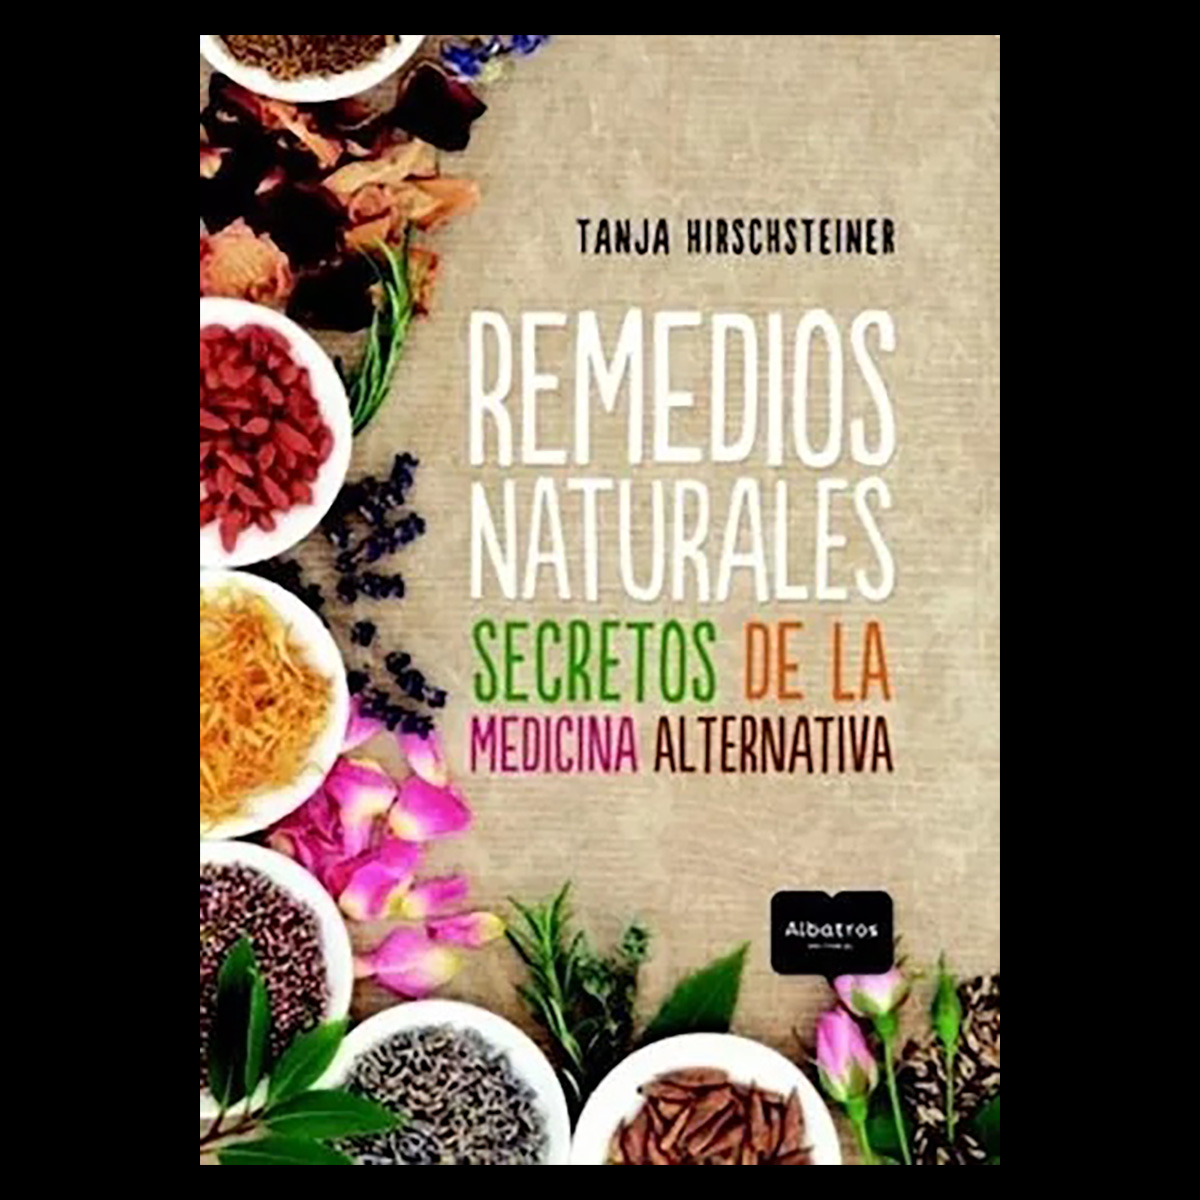 TANJA HIRSCHSTEINER
REMEDIOS
NATURALES
SECRETOS DE LA
MEDICINA ALTERNATIVA
Albatros